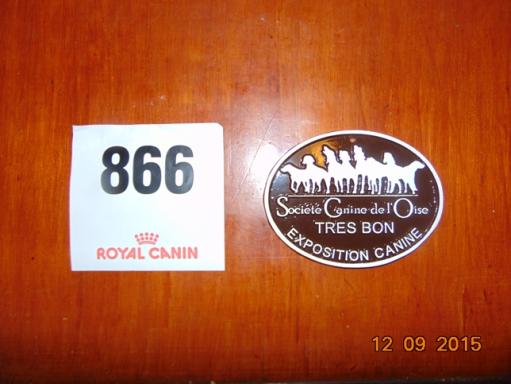 866
ROYAL CANIN
Société Canine de l'Oise
TRES BON
EXPOSITION CANINE
12 09 2015